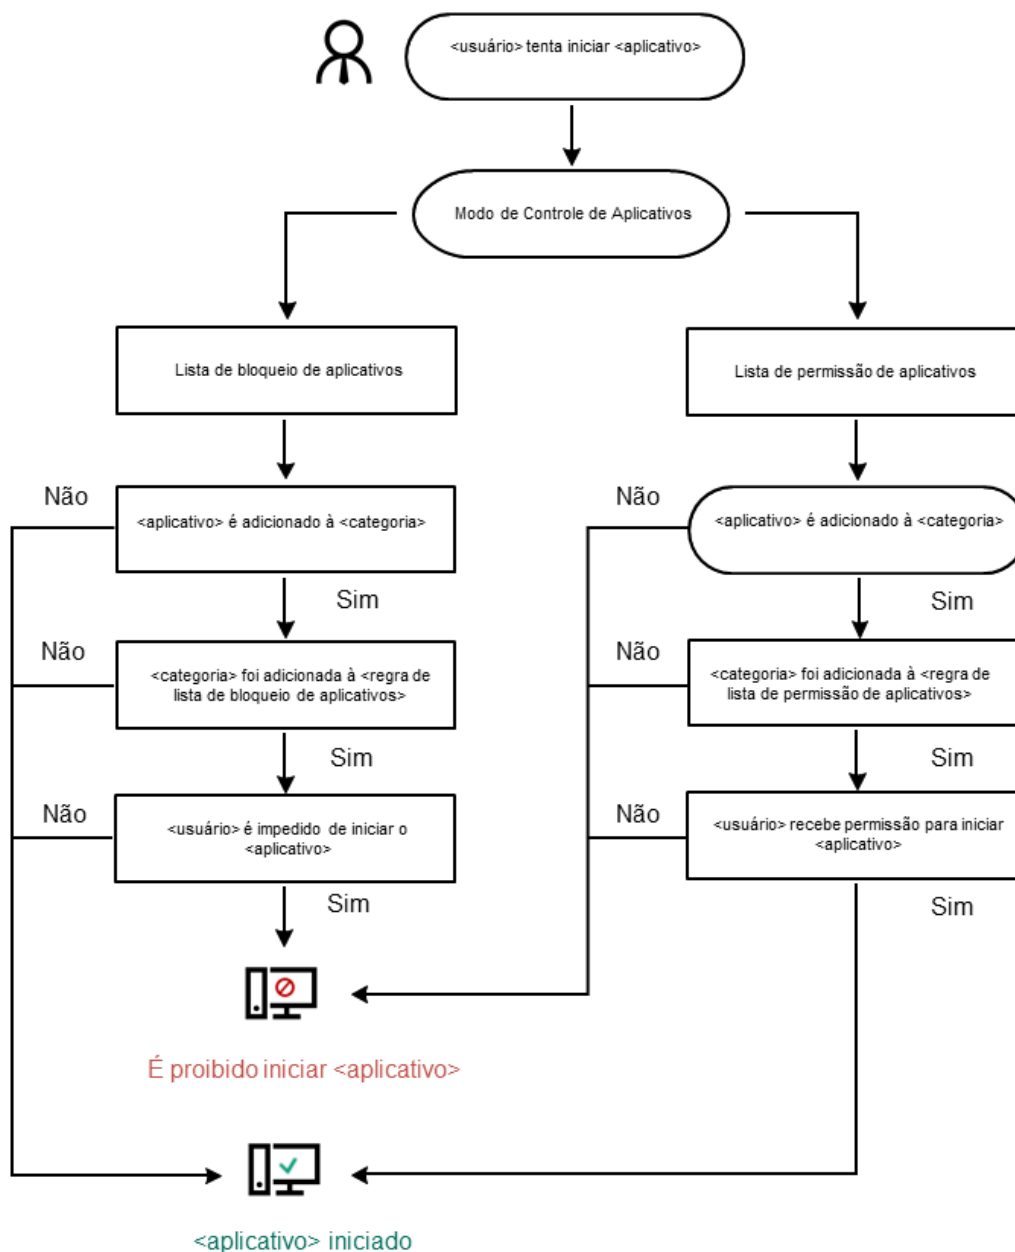 <usuário> tenta iniciar <aplicativo>
Modo de Controle de Aplicativos
Lista de bloqueio de aplicativos
Lista de permissão de aplicativos
Não
<aplicativo> é adicionado à <categoria>
Não
<aplicativo> é adicionado à <categoria>
Sim
Sim
Não
<categoria> foi adicionada à <regra de
lista de bloqueio de aplicativos>
Não
<categoria> foi adicionada à <regra de
lista de permissão de aplicativos>
Sim
Sim
Não
<usuário> é impedido de iniciar o
<aplicativo>
Não
<usuário> recebe permissão para iniciar
<aplicativo>
Sim
Sim
É proibido iniciar <aplicativo>
<aplicativo> iniciado